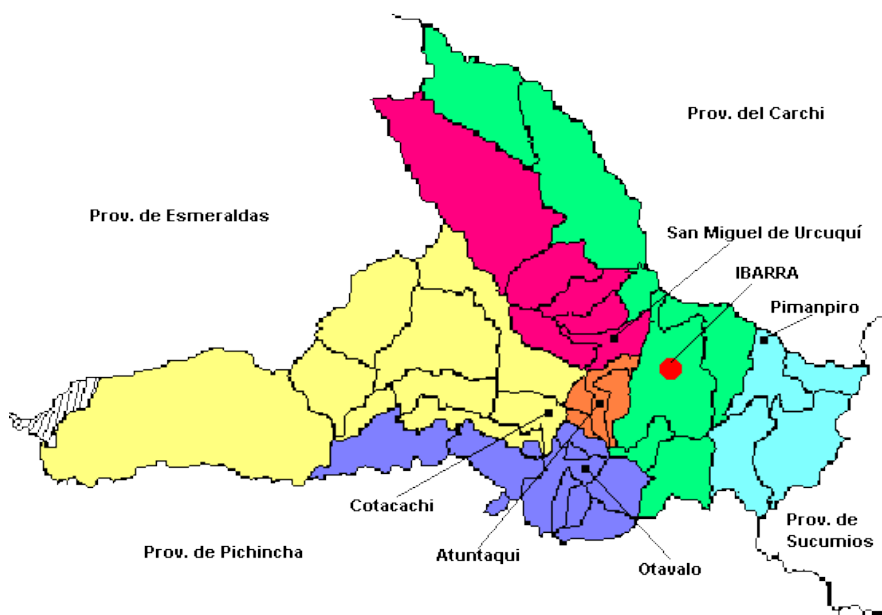 Prov. del Carchi
Prov. de Esmeraldas
San Miguel de Urcuquí
IBARRA
Pimanpiro
Cotacachi
Prov. de
Sucumios
Prov. de Pichincha
Atuntaqui
Otavalo